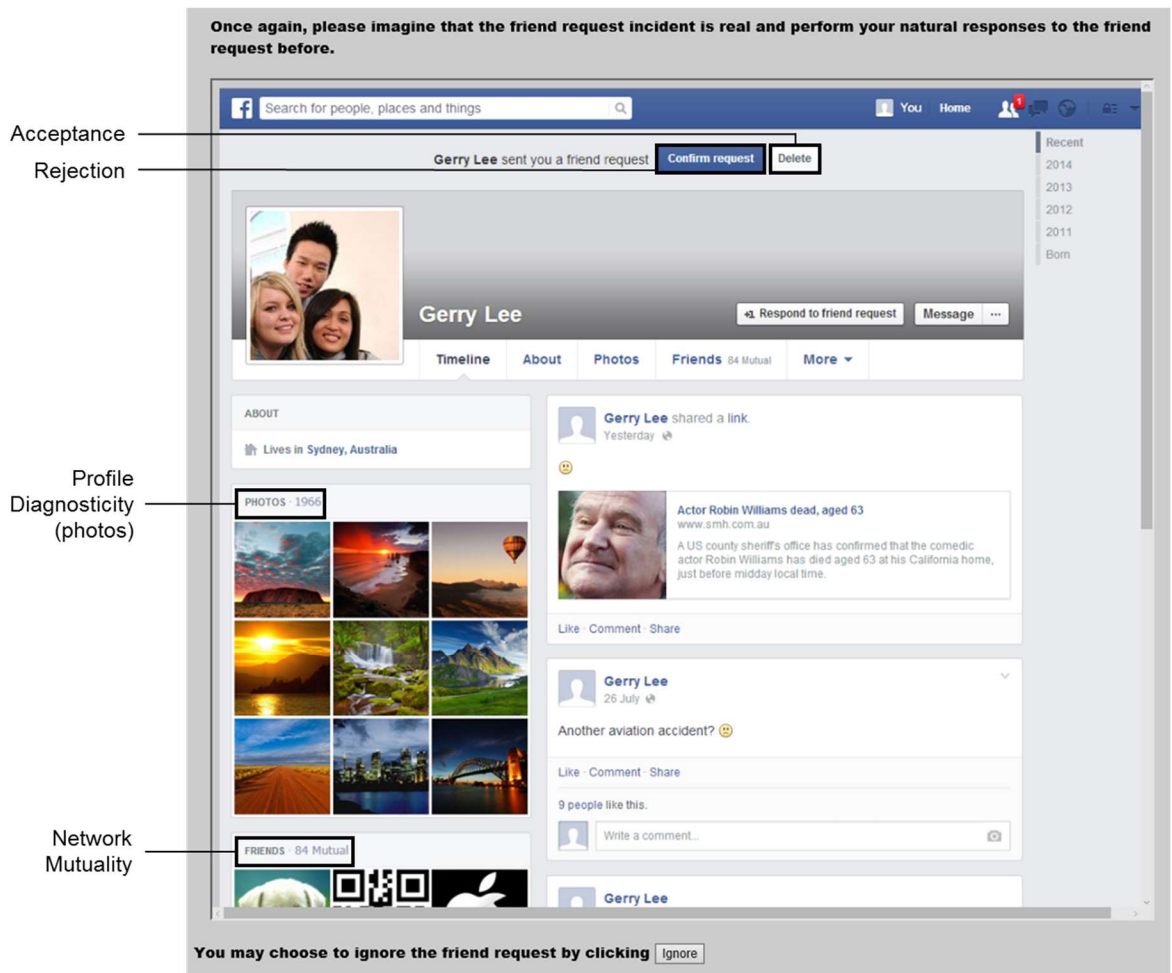 Once again, please imagine that the friend request incident is real and perform your natural responses to the friend
request before.
Search for people, places and things
You Home
1
Acceptance
Rejection
Gerry Lee sent you a friend request Confirm request Delete
Recent
2014
2013
2012
2011
Born
Gerry Lee
+1 Respond to friend request Message ...
Timeline About Photos Friends 84 Mutual More
ABOUT
Lives in Sydney, Australia
Profile
Diagnosticity
(photos)
PHOTOS · 1966
Network
Mutuality
FRIENDS · 84 Mutual
Gerry Lee shared a link.
Yesterday
Actor Robin Williams dead, aged 63
www.smh.com.au
A US county sheriff's office has confirmed that the comedic
actor Robin Williams has died aged 63 at his California home,
just before midday local time.
Like · Comment · Share
Gerry Lee
26 July
Another aviation accident?
Like · Comment · Share
9 people like this.
Write a comment...
Gerry Lee
You may choose to ignore the friend request by clicking Ignore